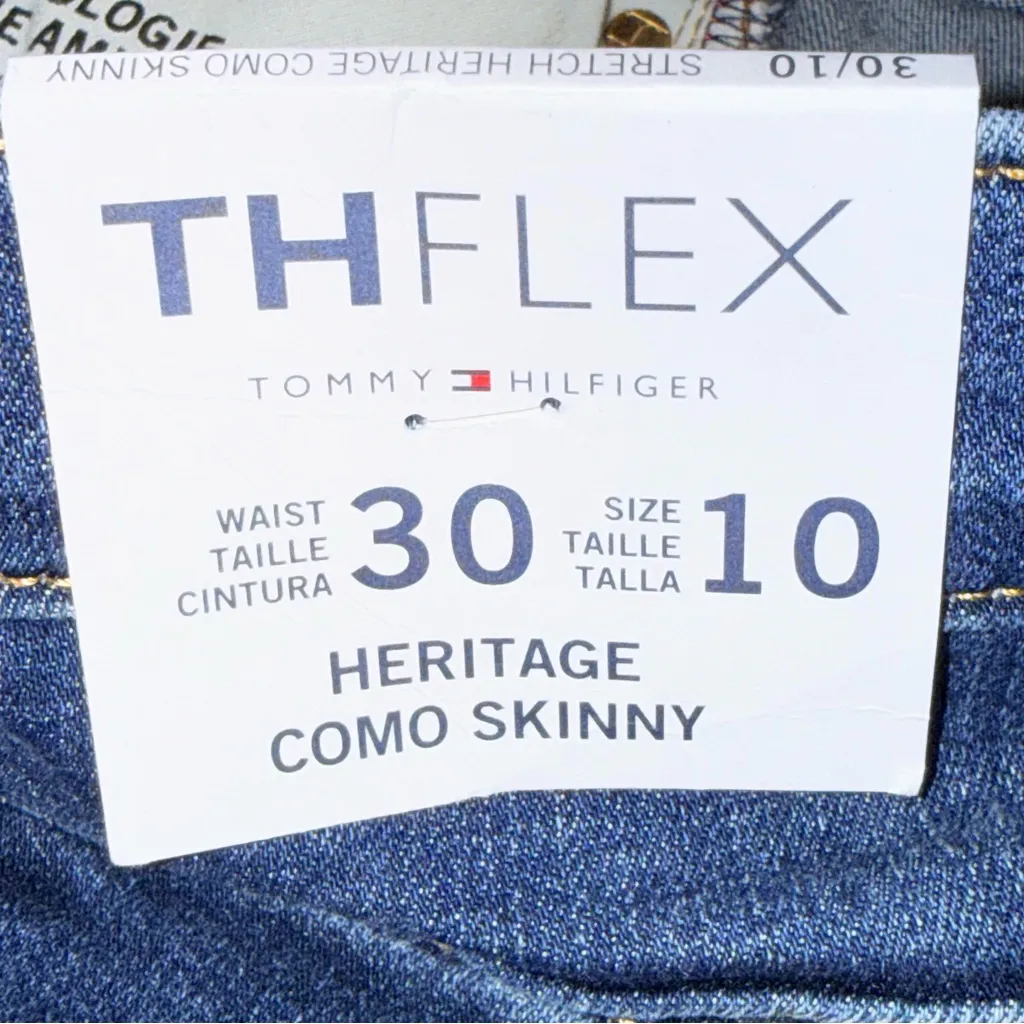 STRETCH HERITAGE COMO SKINNY 30/10
THFLEX
TOMMY HILFIGER
WAIST
TAILLE
CINTURA
30
SIZE
TAILLE
TALLA
10
HERITAGE
COMO SKINNY